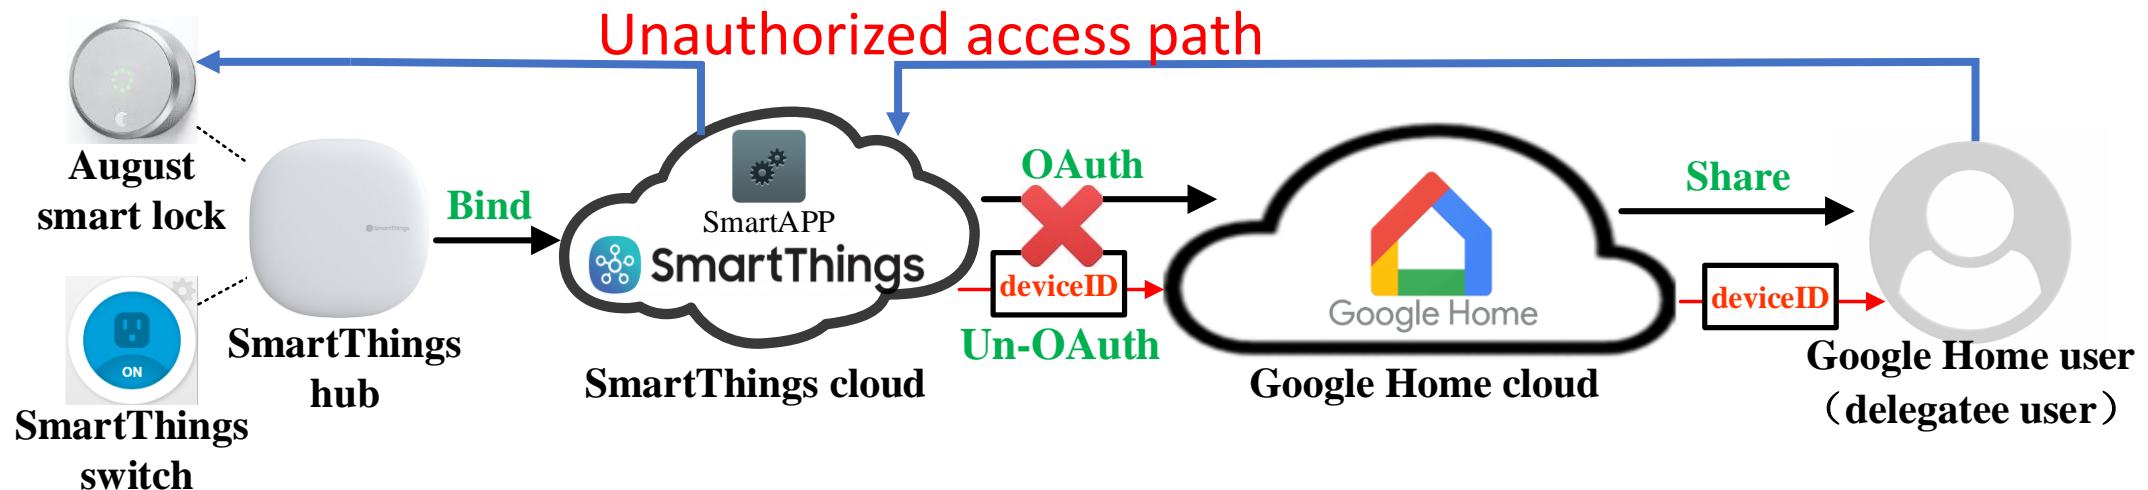 Unauthorized access path
August
smart lock
SmartThings
Bind
SmartAPP
SmartThings
OAuth
deviceID
Un-OAuth
Google Home
Share
deviceID
ON
SmartThings
hub
SmartThings
switch
SmartThings cloud
Google Home cloud
Google Home user
（delegatee user）